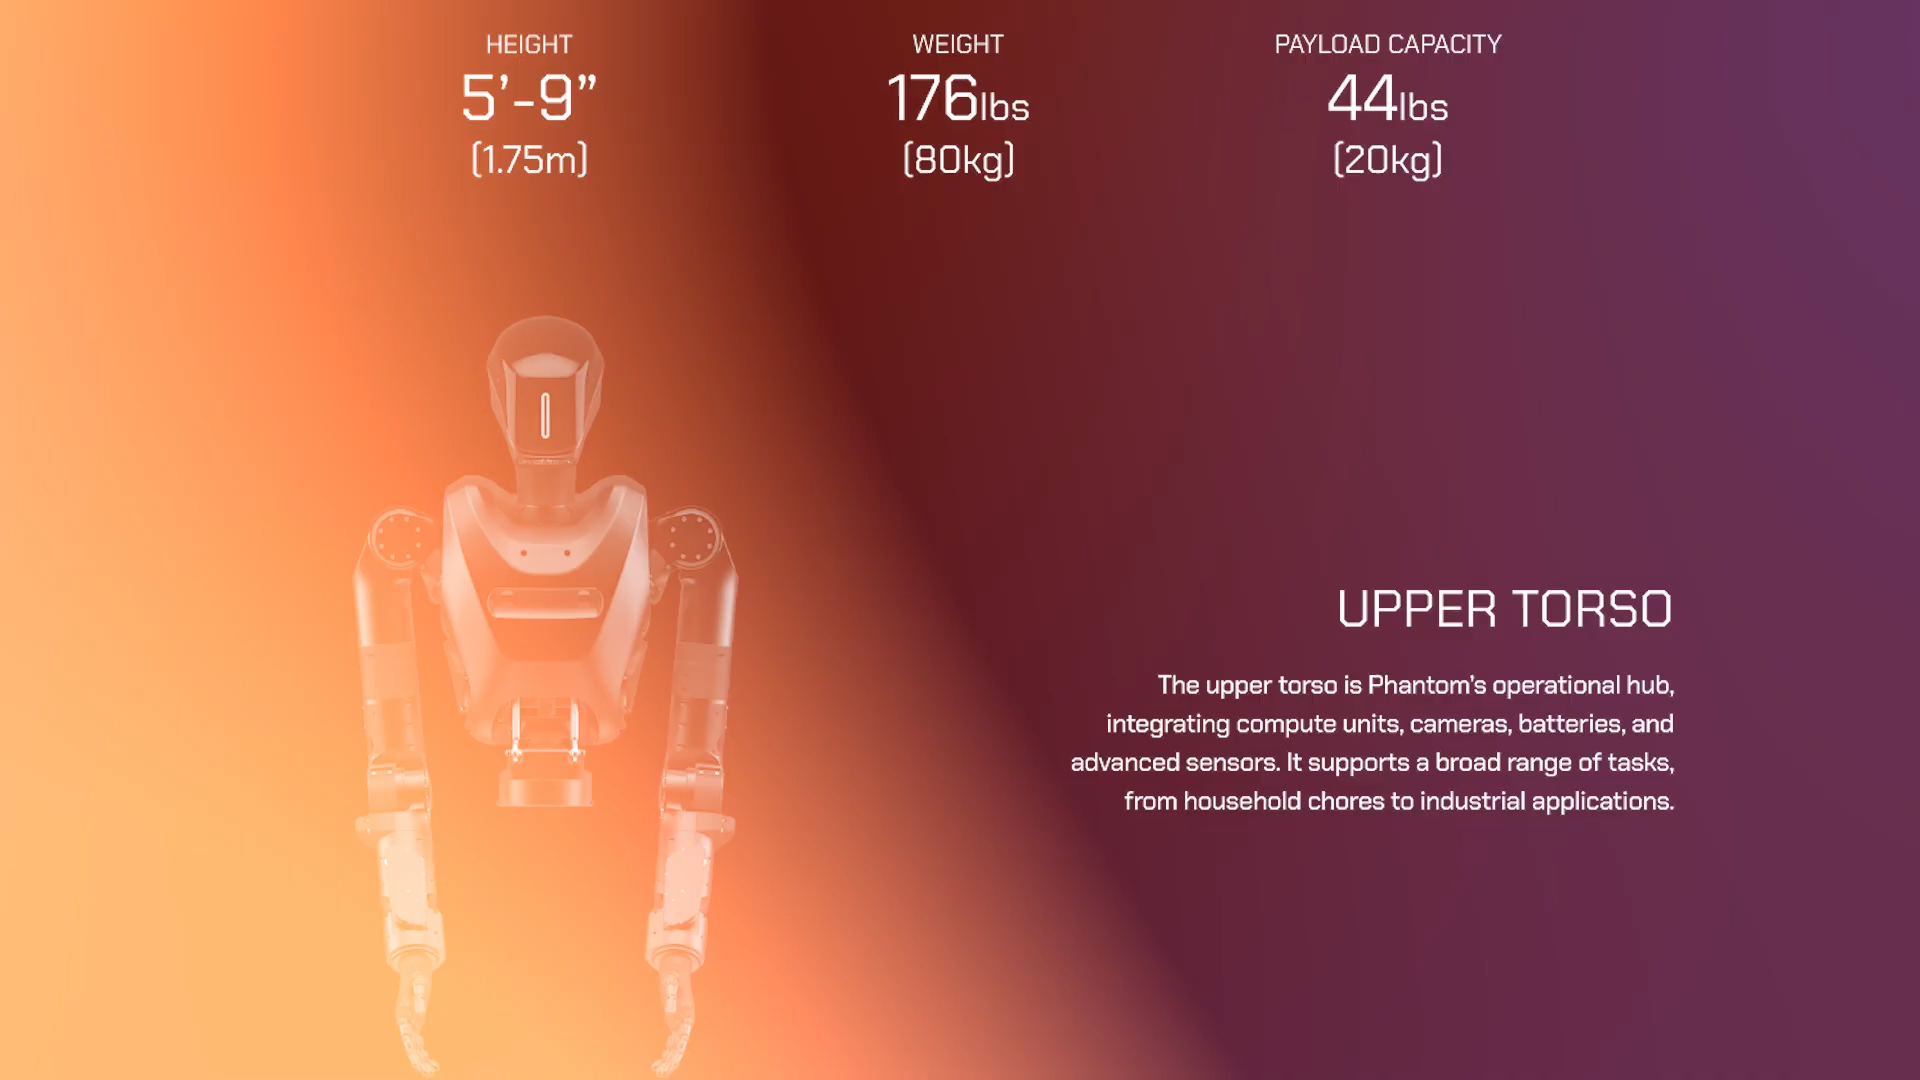 HEIGHT
5’-9”
(1.75m)
WEIGHT
176lbs
(80kg)
PAYLOAD CAPACITY
44lbs
(20kg)
UPPER TORSO
The upper torso is Phantom’s operational hub,
integrating compute units, cameras, batteries, and
advanced sensors. It supports a broad range of tasks,
from household chores to industrial applications.